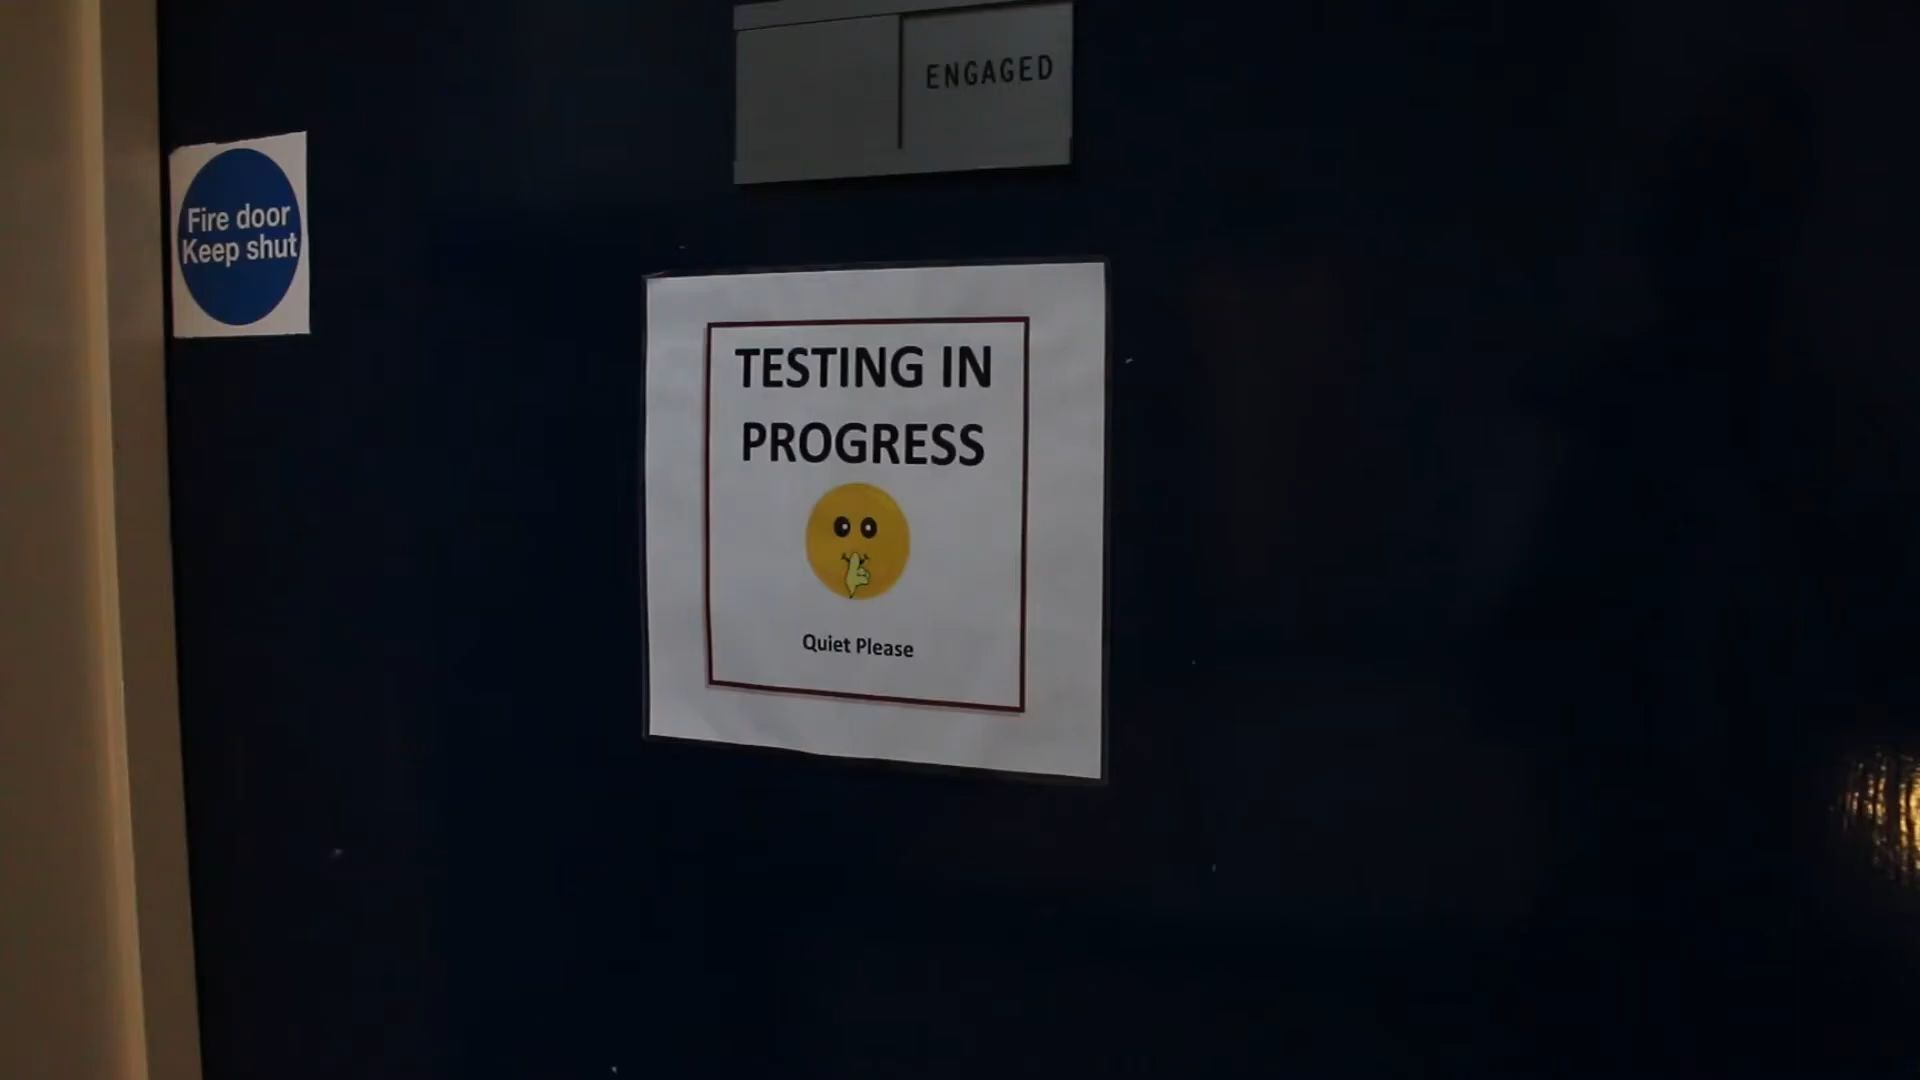 ENGAGED
Fire door
Keep shut
TESTING IN
PROGRESS
Quiet Please